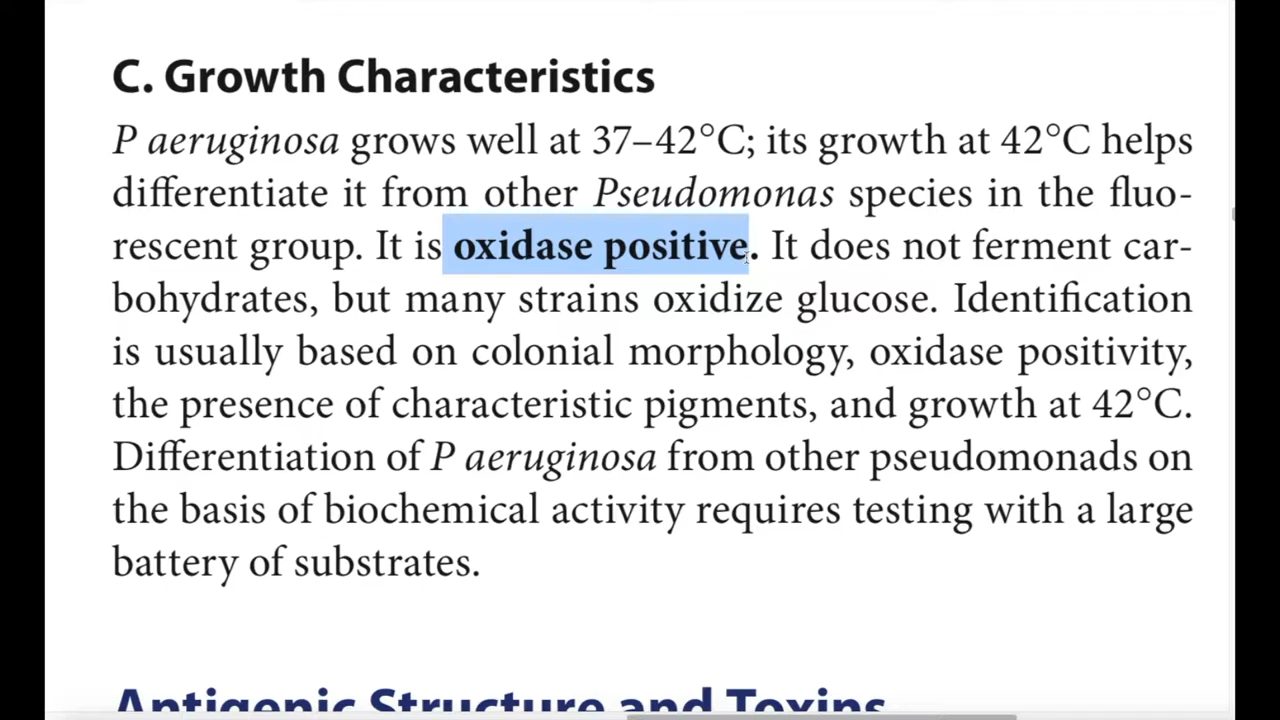 C. Growth Characteristics
P aeruginosa grows well at 37–42°C; its growth at 42°C helps
differentiate it from other Pseudomonas species in the fluo-
rescent group. It is oxidase positive. It does not ferment car-
bohydrates, but many strains oxidize glucose. Identification
is usually based on colonial morphology, oxidase positivity,
the presence of characteristic pigments, and growth at 42°C.
Differentiation of P aeruginosa from other pseudomonads on
the basis of biochemical activity requires testing with a large
battery of substrates.
Antigenic Structure and Toxins